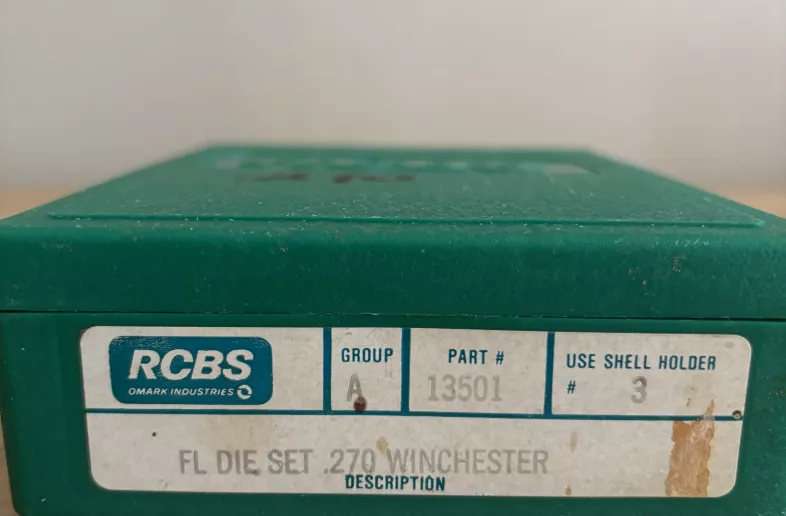 RCBS
OMARK INDUSTRIES
GROUP
A
PART #
13501
USE SHELL HOLDER
# 3
FL DIE SET .270 WINCHESTER
DESCRIPTION